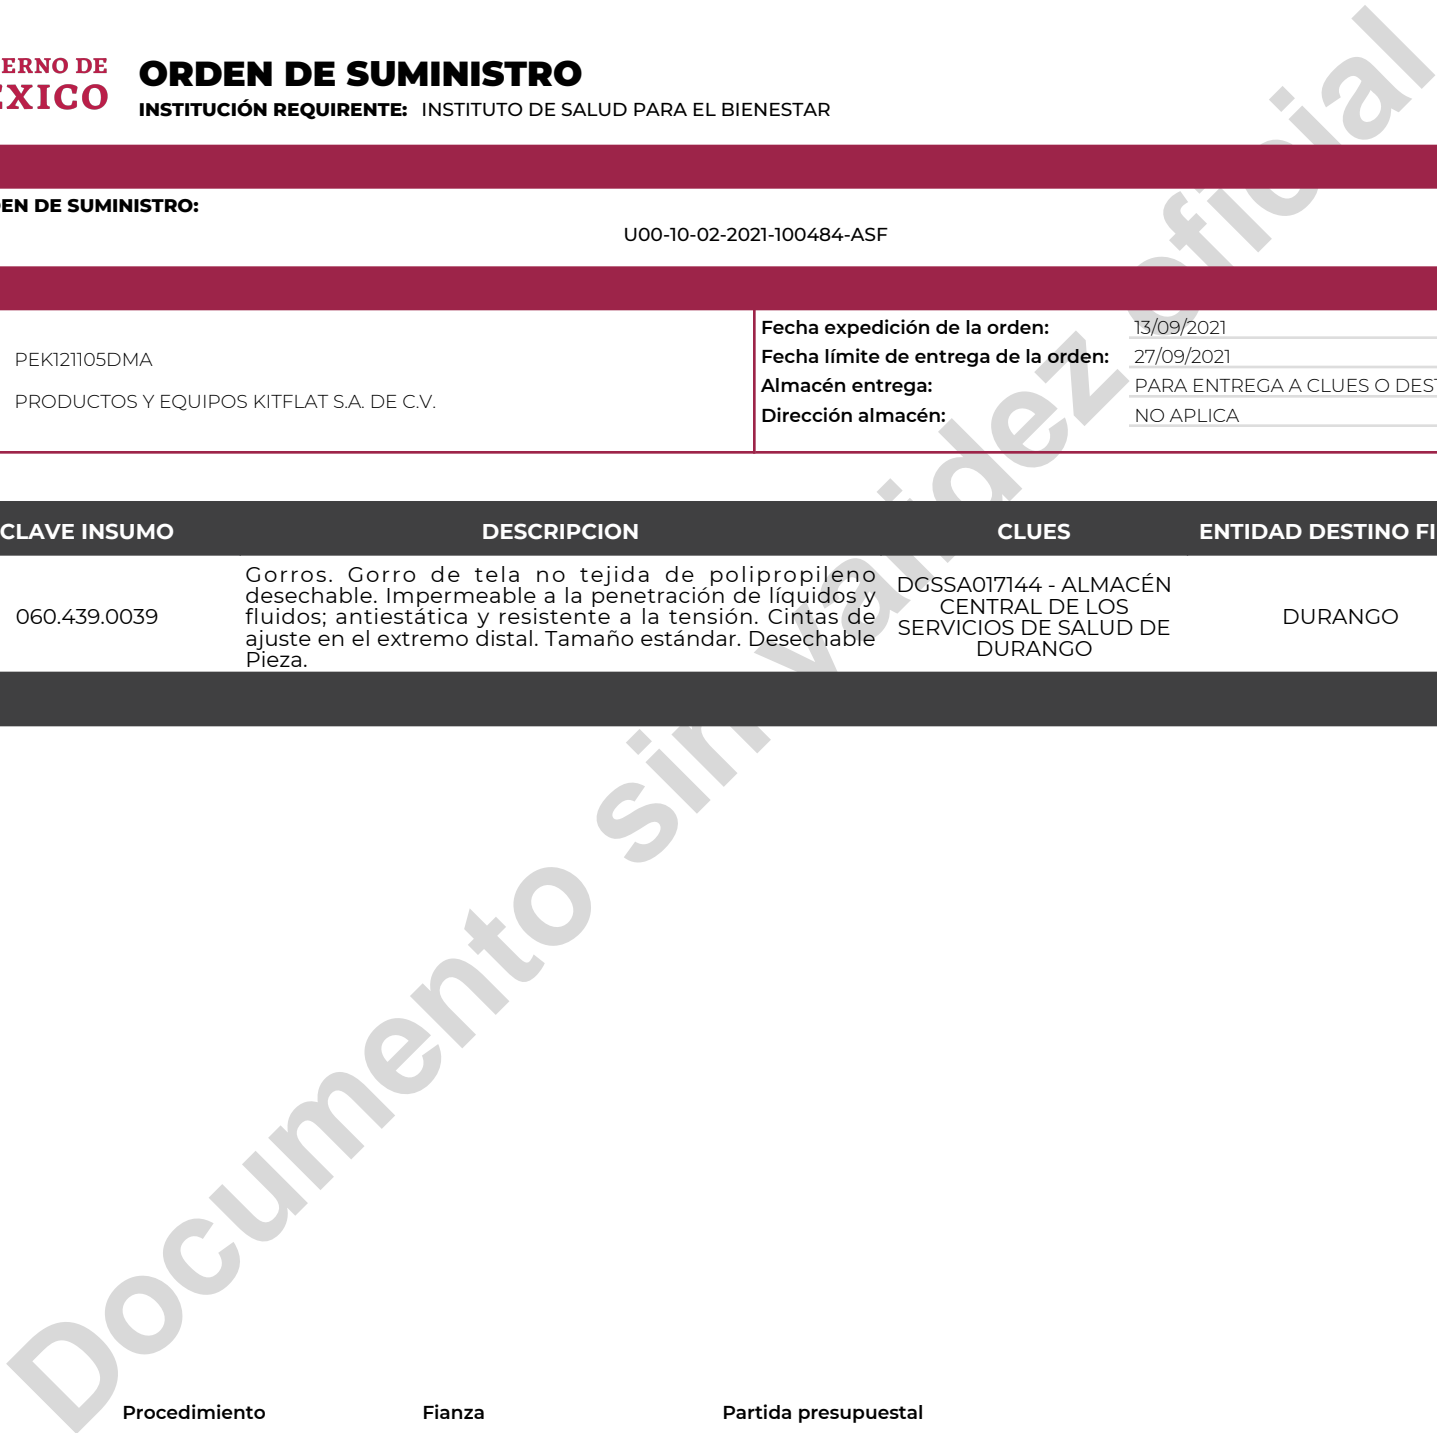 ERNO DE
EXICO
ORDEN DE SUMINISTRO
INSTITUCIÓN REQUIRENTE: INSTITUTO DE SALUD PARA EL BIENESTAR
EN DE SUMINISTRO:
U00-10-02-2021-100484-ASF
PEK121105DMA
PRODUCTOS Y EQUIPOS KITFLAT S.A. DE C.V.
Fecha expedición de la orden: 13/09/2021
Fecha límite de entrega de la orden: 27/09/2021
Almacén entrega: PARA ENTREGA A CLUES O DEST
Dirección almacén: NO APLICA
CLAVE INSUMO DESCRIPCION CLUES ENTIDAD DESTINO FI
060.439.0039
Gorros. Gorro de tela no tejida de polipropileno
desechable. Impermeable a la penetración de líquidos y
fluidos; antiestática y resistente a la tensión. Cintas de
ajuste en el extremo distal. Tamaño estándar. Desechable
Pieza.
DGSSA017144 - ALMACÉN
CENTRAL DE LOS
SERVICIOS DE SALUD DE
DURANGO
DURANGO
Documento sin validez oficial
Procedimiento Fianza Partida presupuestal